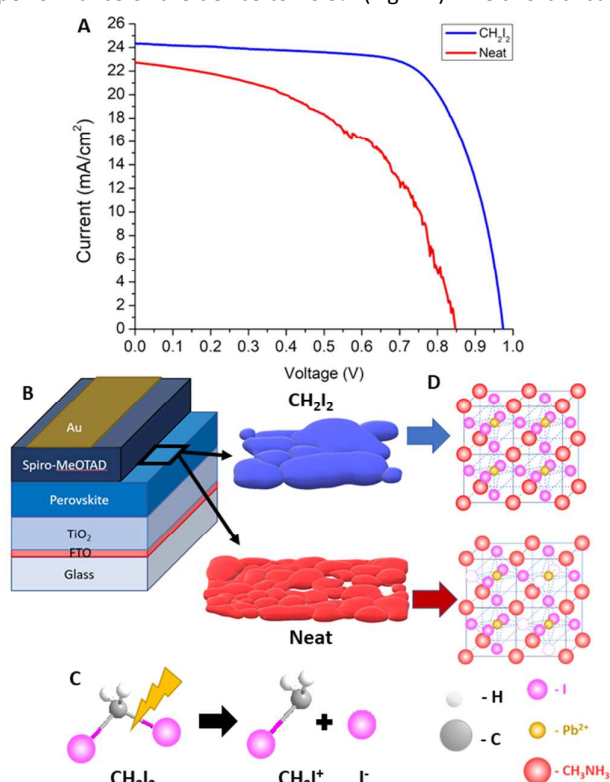 A
26
24
22
20
18
16
14
12
10
8
6
4
2
0
Current (mA/cm²)
CH₂I₂
Neat
0.0 0.1 0.2 0.3 0.4 0.5 0.6 0.7 0.8 0.9 1.0
Voltage (V)
B
CH₂I₂
D
Au
Spiro-MeOTAD
Perovskite
TiO₂
FTO
Glass
Neat
C
- H
- I
- C
- Pb²⁺
+
CH₂I⁺ I⁻
- CH₃NH₃